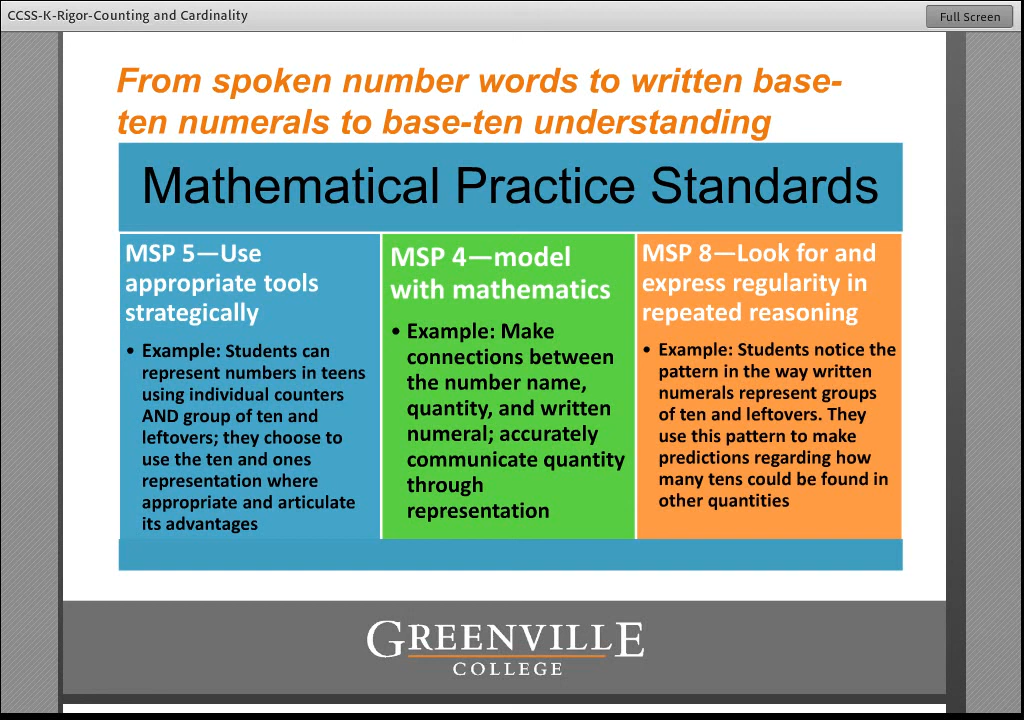 CCSS-K-Rigor-Counting and Cardinality
Full Screen
From spoken number words to written base-
ten numerals to base-ten understanding
Mathematical Practice Standards
MSP 5—Use
appropriate tools
strategically
• Example: Students can
represent numbers in teens
using individual counters
AND group of ten and
leftovers; they choose to
use the ten and ones
representation where
appropriate and articulate
its advantages
MSP 4—model
with mathematics
• Example: Make
connections between
the number name,
quantity, and written
numeral; accurately
communicate quantity
through
representation
MSP 8—Look for and
express regularity in
repeated reasoning
• Example: Students notice the
pattern in the way written
numerals represent groups
of ten and leftovers. They
use this pattern to make
predictions regarding how
many tens could be found in
other quantities
GREENVILLE
COLLEGE